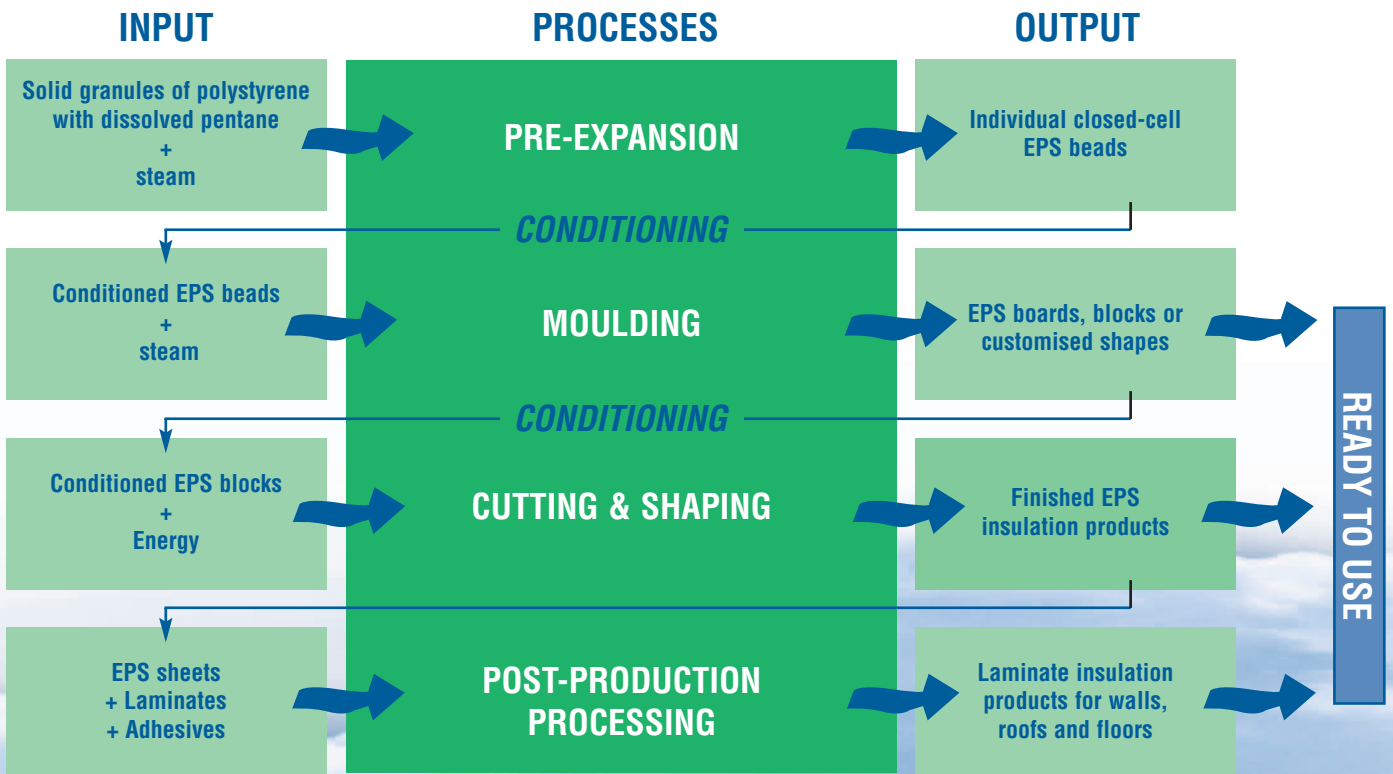 INPUT
PROCESSES
OUTPUT
Solid granules of polystyrene
with dissolved pentane
+
steam
PRE-EXPANSION
Individual closed-cell
EPS beads
CONDITIONING
Conditioned EPS beads
+
steam
MOULDING
EPS boards, blocks or
customised shapes
CONDITIONING
Conditioned EPS blocks
+
Energy
CUTTING & SHAPING
Finished EPS
insulation products
EPS sheets
+ Laminates
+ Adhesives
POST-PRODUCTION
PROCESSING
Laminate insulation
products for walls,
roofs and floors
READY TO USE